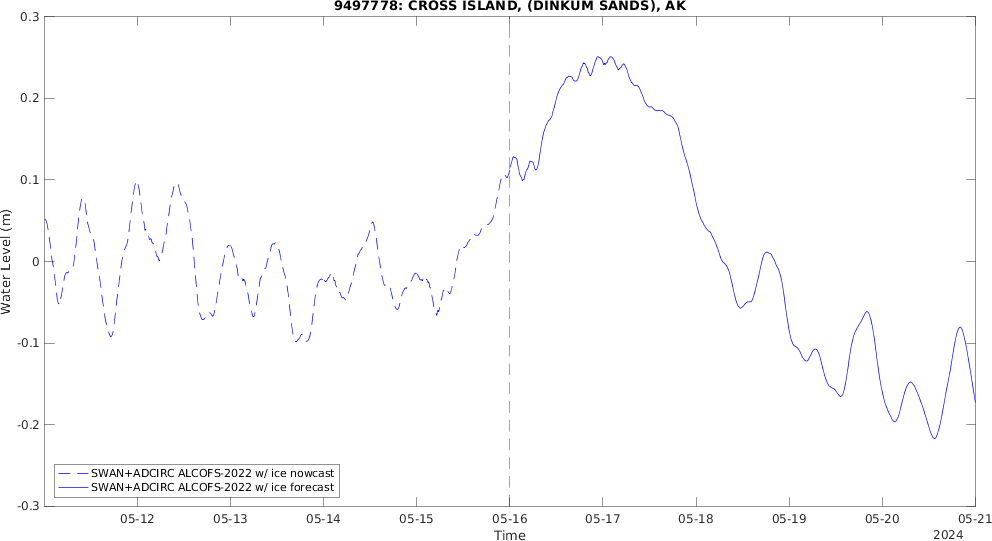 9497778: CROSS ISLAND, (DINKUM SANDS), AK
0.3
0.2
0.1
0
-0.1
-0.2
-0.3
Water Level (m)
SWAN+ADCIRC ALCOFS-2022 w/ ice nowcast
SWAN+ADCIRC ALCOFS-2022 w/ ice forecast
05-12 05-13 05-14 05-15 05-16 05-17 05-18 05-19 05-20 05-21
Time
2024